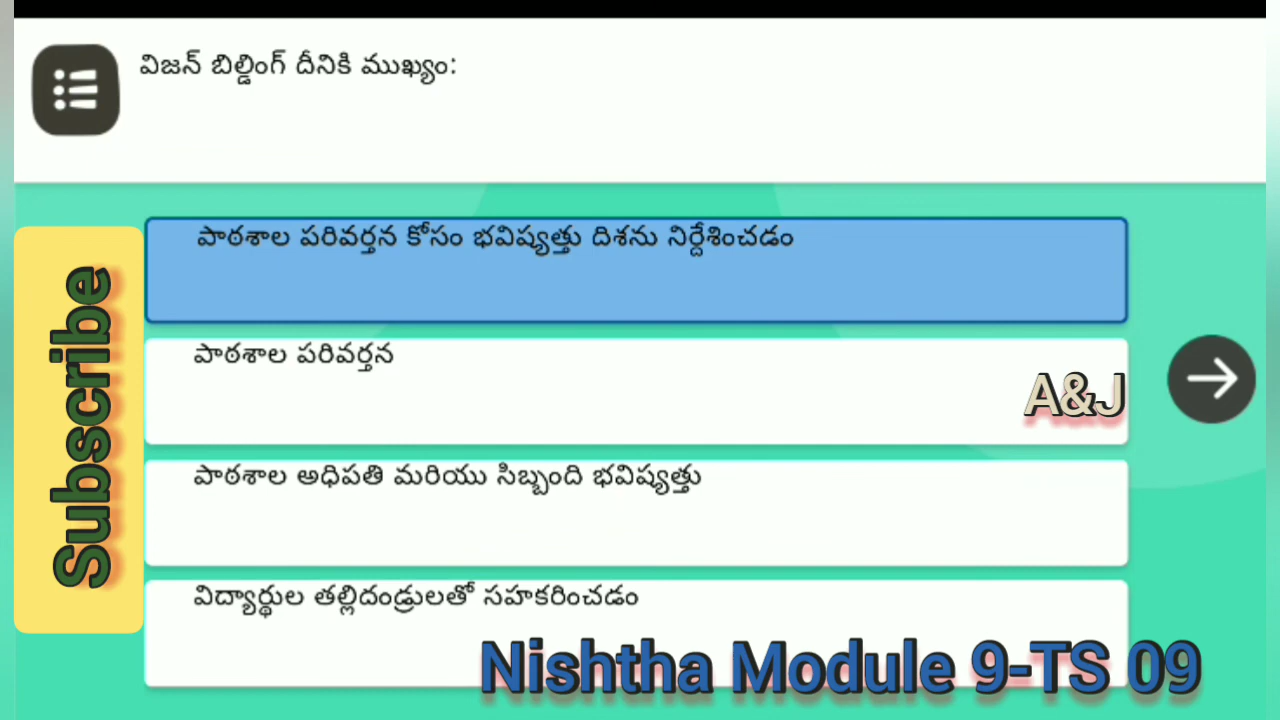 విజన్ బిల్డింగ్ దీనికి ముఖ్యం:
పాఠశాల పరివర్తన కోసం భవిష్యత్తు దిశను నిర్దేశించడం
పాఠశాల పరివర్తన
A&J
పాఠశాల అధిపతి మరియు సిబ్బంది భవిష్యత్తు
విద్యార్థుల తల్లిదండ్రులతో సహకరించడం
Subscribe
Nishtha Module 9-TS 09